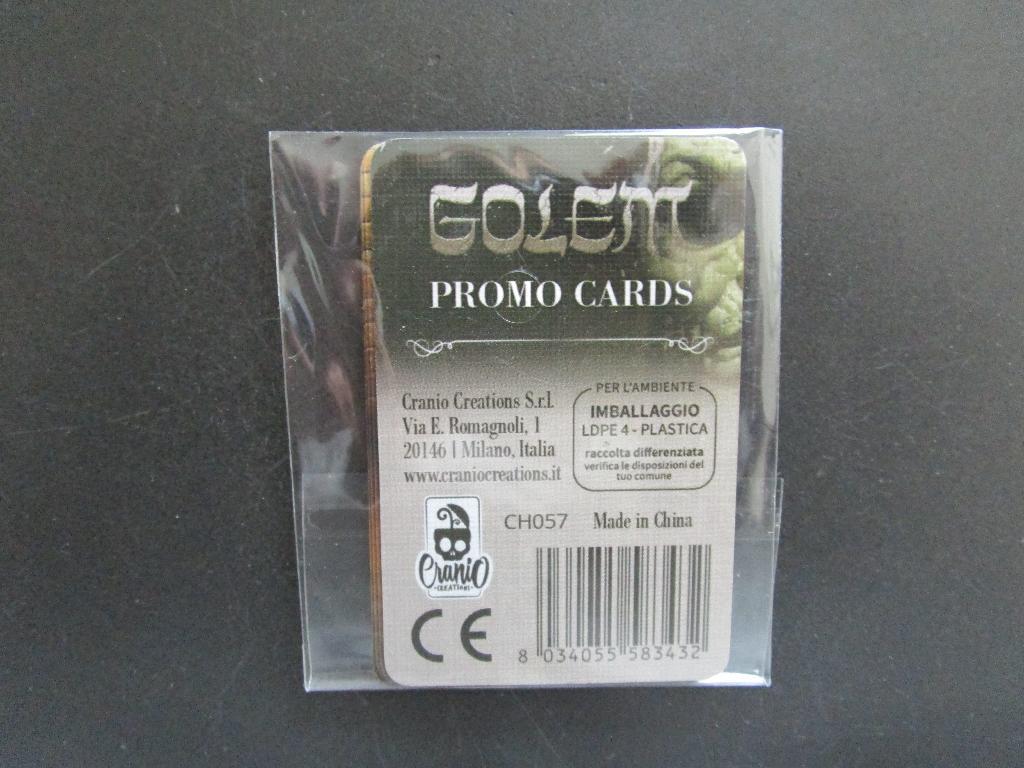 GOLEM
PROMO CARDS
Cranio Creations S.r.l.
Via E. Romagnoli, 1
20146 | Milano, Italia
www.craniocreations.it
PER L'AMBIENTE
IMBALLAGGIO
LDPE 4 - PLASTICA
raccolta differenziata
verifica le disposizioni del
tuo comune
CH057 Made in China
Cranio
CREATIONS
CE
8 034055 583432